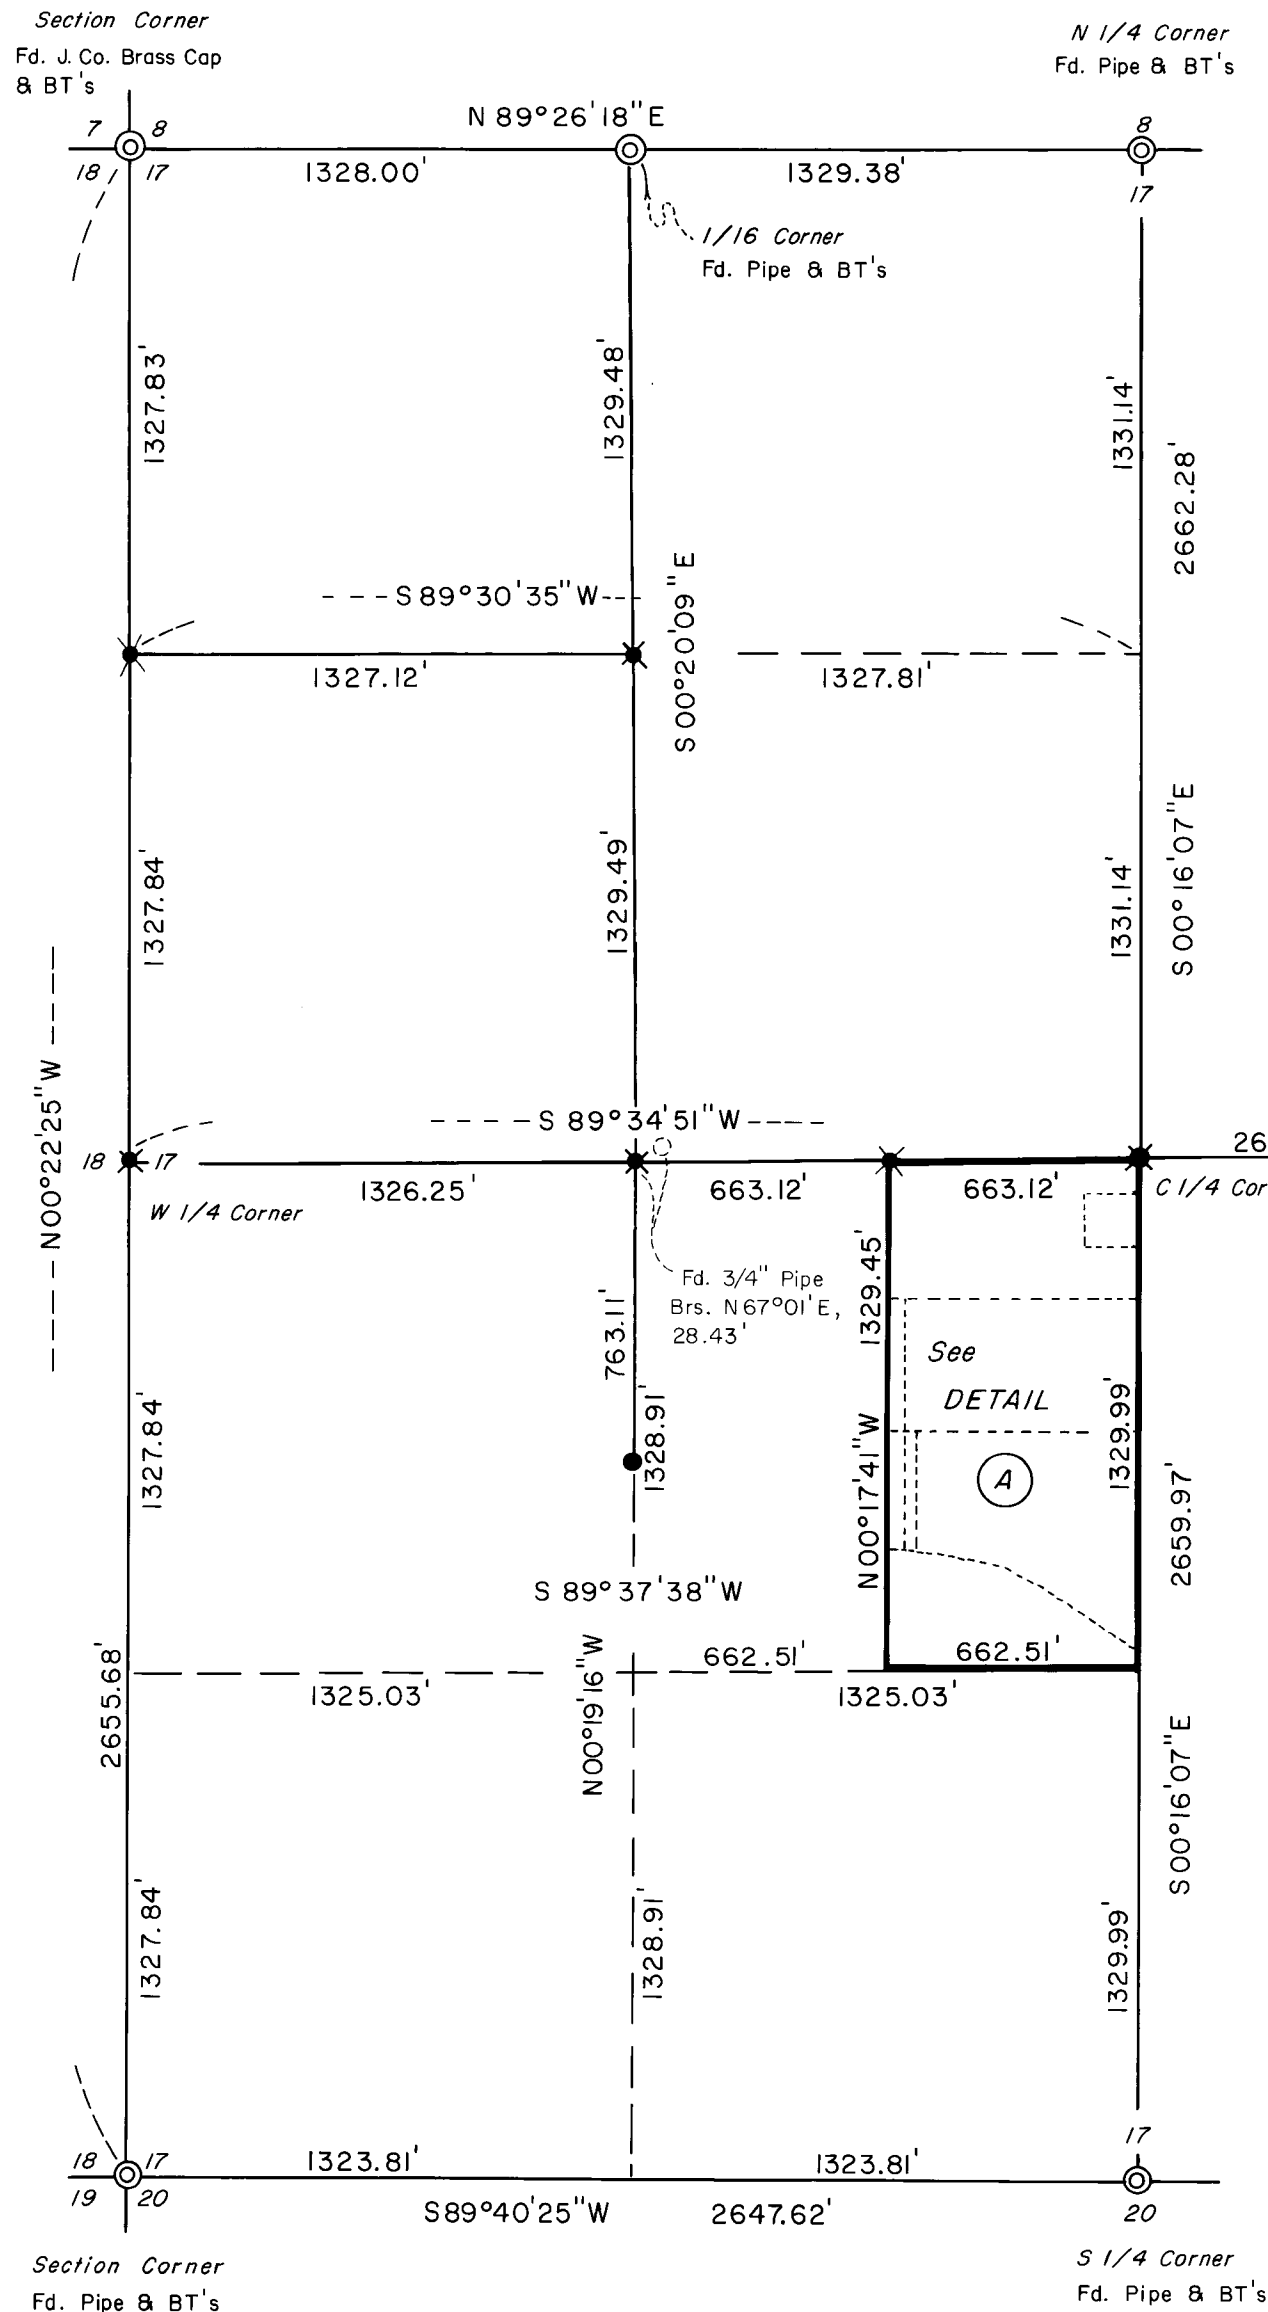 Section Corner
Fd. J. Co. Brass Cap
& BT's
N 1/4 Corner
Fd. Pipe & BT's
7 8
18 17
N 89°26'18"E
1328.00'
1329.38'
8
17
1/16 Corner
Fd. Pipe & BT's
1327.83'
1329.48'
1331.14'
2662.28'
S 89°30'35"W
1327.12'
S 00°20'09"E
1327.81'
1327.84'
1329.49'
1331.14'
S 00°16'07"E
N00°22'25"W
S 89°34'51"W
18 17
W 1/4 Corner
1326.25'
663.12'
663.12'
26
C 1/4 Cor
Fd. 3/4" Pipe
Brs. N67°01'E,
28.43'
763.11'
1328.91'
1329.45'
N00°17'41"W
See
DETAIL
A
1329.99'
2659.97'
1327.84'
S 89°37'38"W
662.51'
662.51'
1325.03'
1325.03'
2655.68'
N00°19'16"W
S00°16'07"E
1327.84'
1328.91'
1329.99'
18 17
19 20
1323.81'
1323.81'
S89°40'25"W
2647.62'
17
20
Section Corner
Fd. Pipe & BT's
S 1/4 Corner
Fd. Pipe & BT's